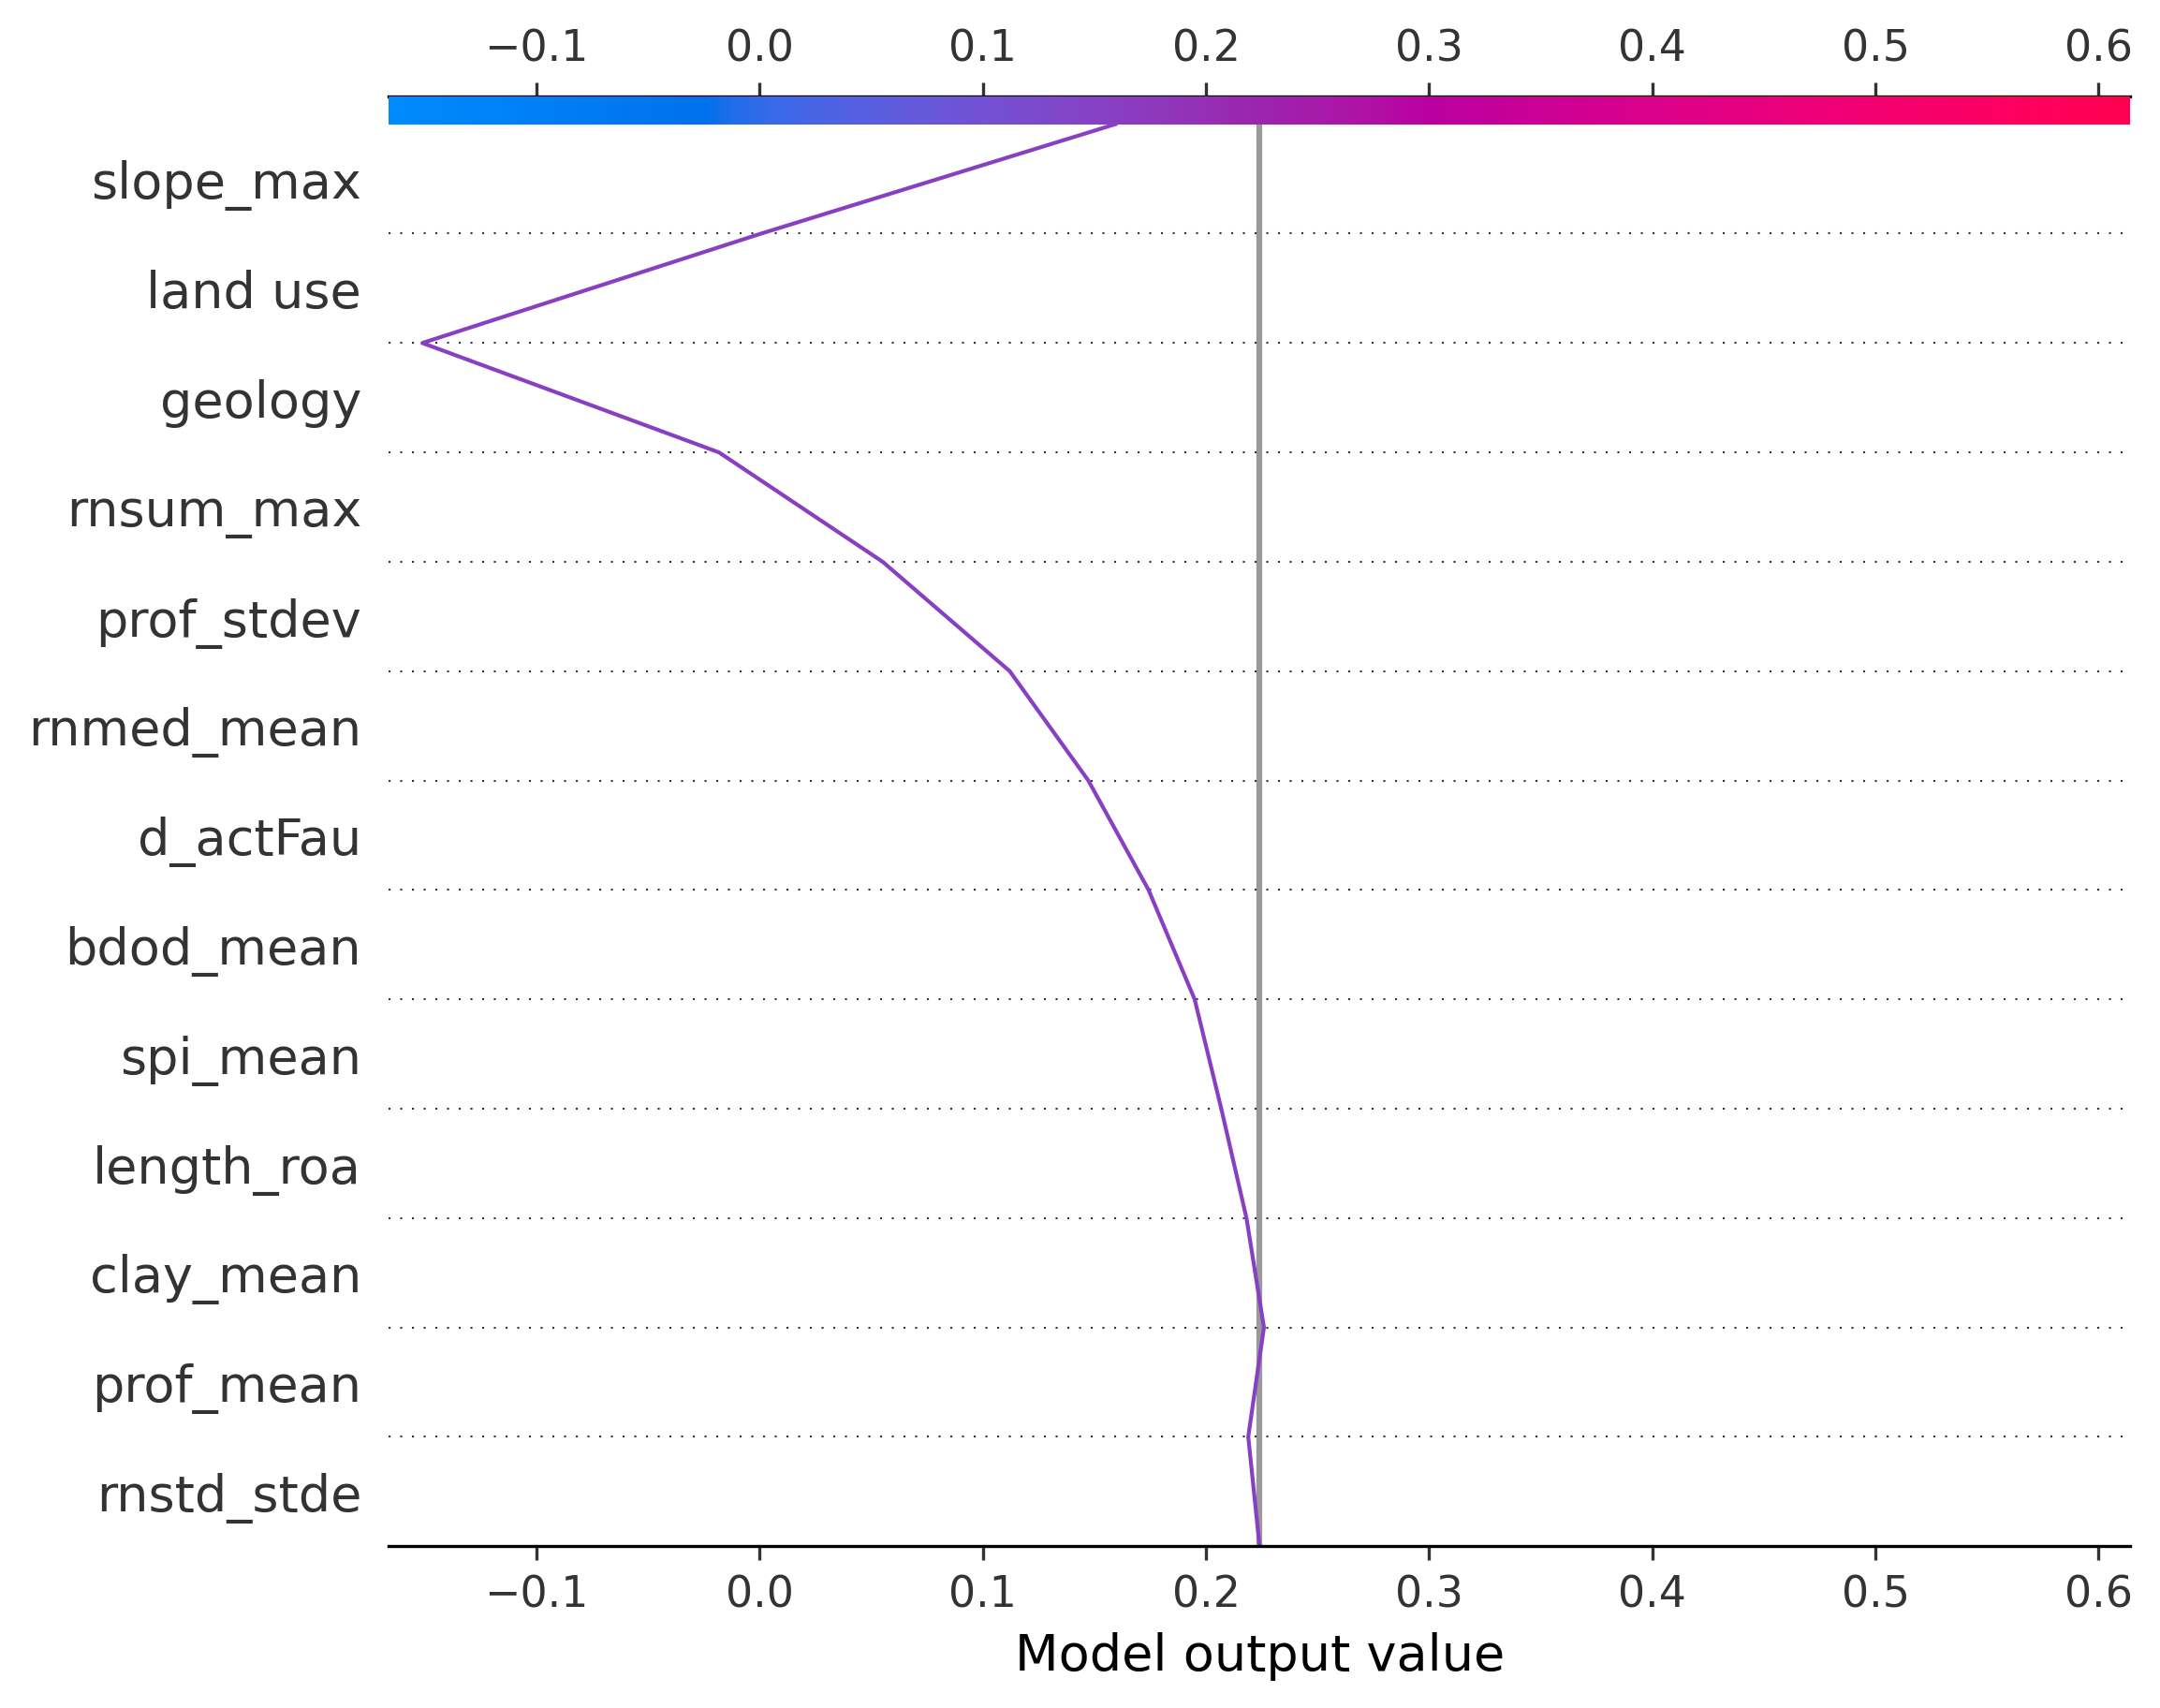 −0.1 0.0 0.1 0.2 0.3 0.4 0.5 0.6
slope_max
land use
geology
rnsum_max
prof_stdev
rnmed_mean
d_actFau
bdod_mean
spi_mean
length_roa
clay_mean
prof_mean
rnstd_stde
−0.1 0.0 0.1 0.2 0.3 0.4 0.5 0.6
Model output value